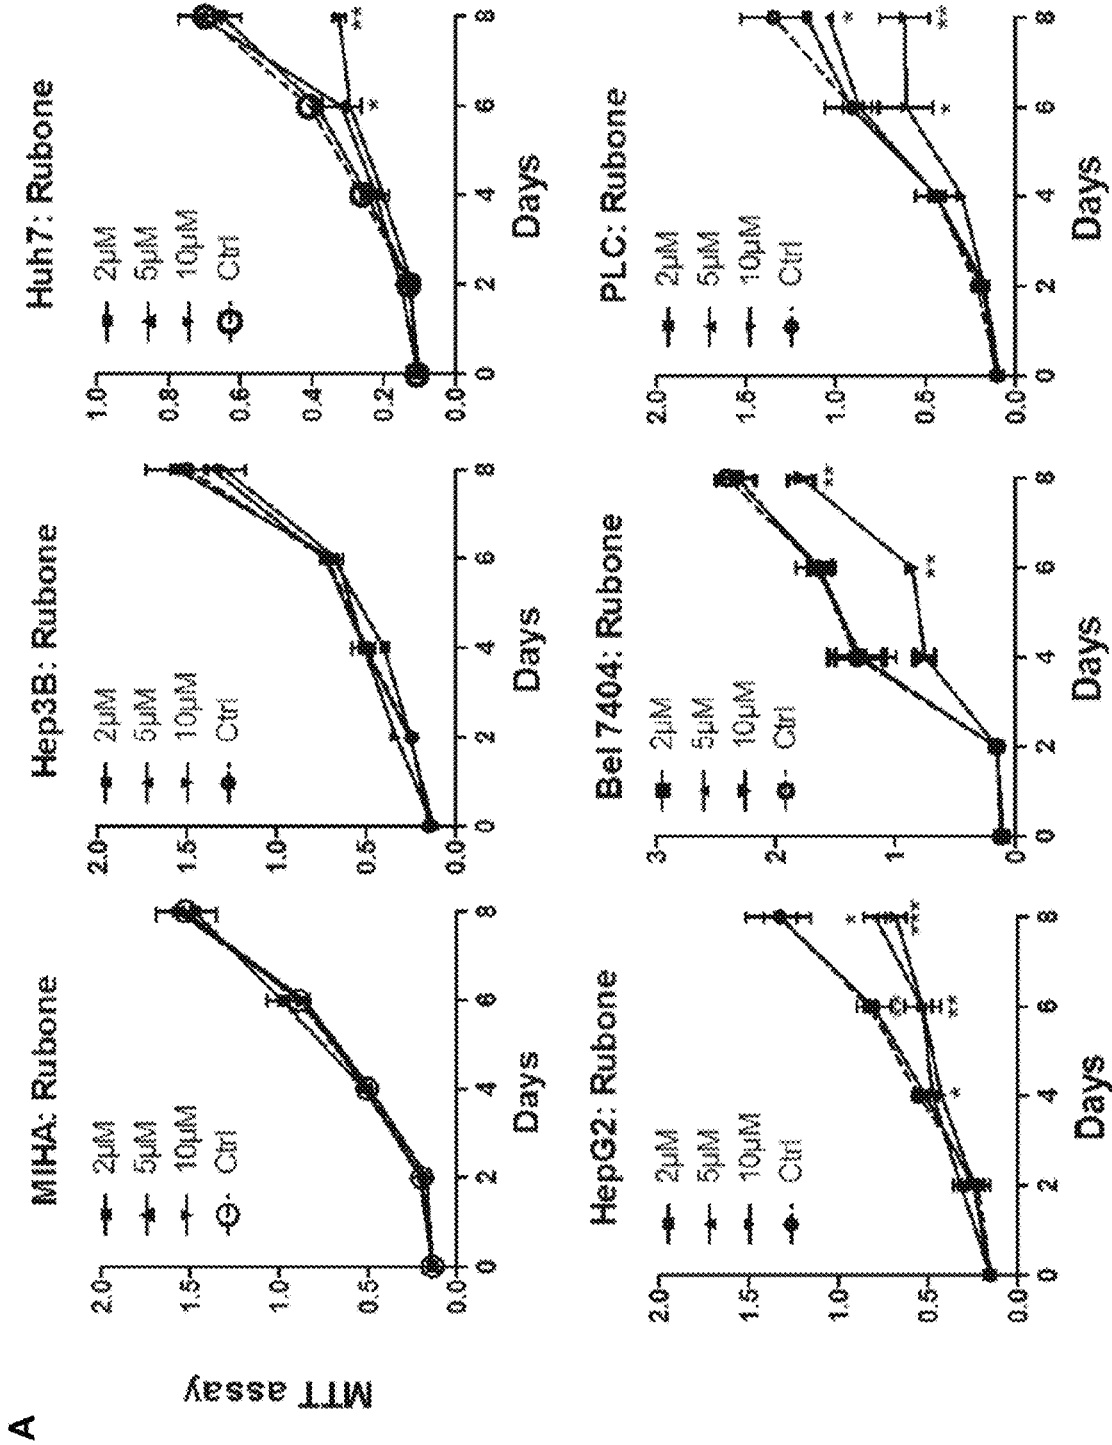 A
MTT assay
MIHA: Rubone
2.0
1.5
1.0
0.5
0.0
2µM
5µM
10µM
Ctrl
0 2 4 6 8
Days
Hep3B: Rubone
2.0
1.5
1.0
0.5
0.0
2µM
5µM
10µM
Ctrl
0 2 4 6 8
Days
Huh7: Rubone
1.0
0.8
0.6
0.4
0.2
0.0
2µM
5µM
10µM
Ctrl
*
**
0 2 4 6 8
Days
HepG2: Rubone
2.0
1.5
1.0
0.5
0.0
2µM
5µM
10µM
Ctrl
*
**
*
***
0 2 4 6 8
Days
Bel 7404: Rubone
3
2
1
0
2µM
5µM
10µM
Ctrl
**
**
0 2 4 6 8
Days
PLC: Rubone
2.0
1.5
1.0
0.5
0.0
2µM
5µM
10µM
Ctrl
*
*
**
0 2 4 6 8
Days